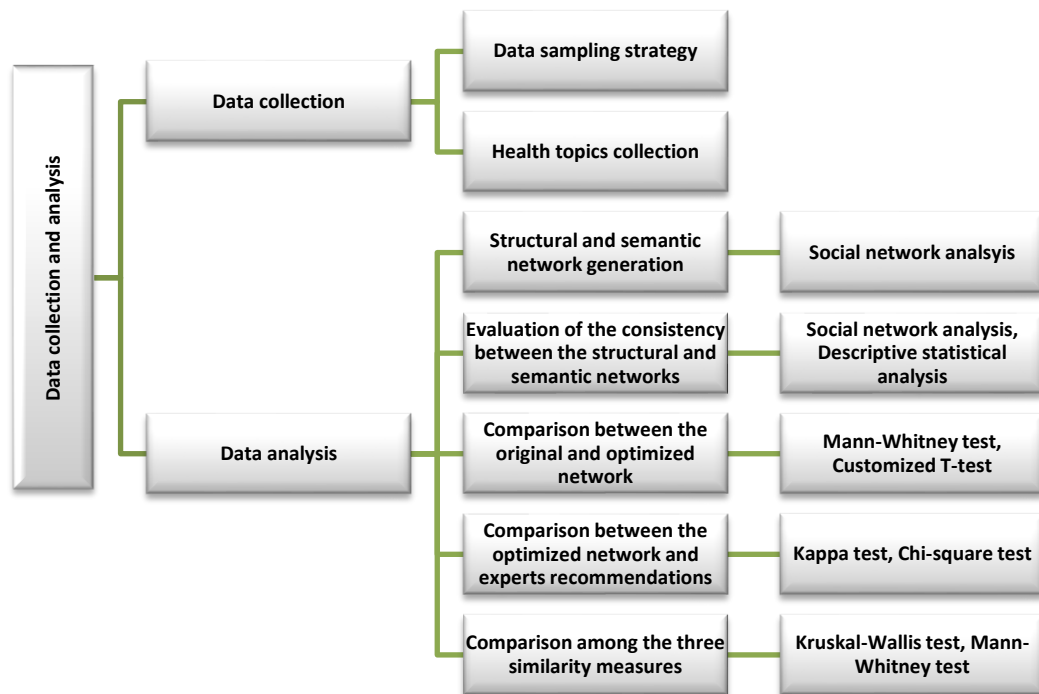 Data collection and analysis
Data collection
Data sampling strategy
Health topics collection
Data analysis
Structural and semantic
network generation
Social network analsyis
Evaluation of the consistency
between the structural and
semantic networks
Social network analysis,
Descriptive statistical
analysis
Comparison between the
original and optimized
network
Mann-Whitney test,
Customized T-test
Comparison between the
optimized network and
experts recommendations
Kappa test, Chi-square test
Comparison among the three
similarity measures
Kruskal-Wallis test, Mann-
Whitney test